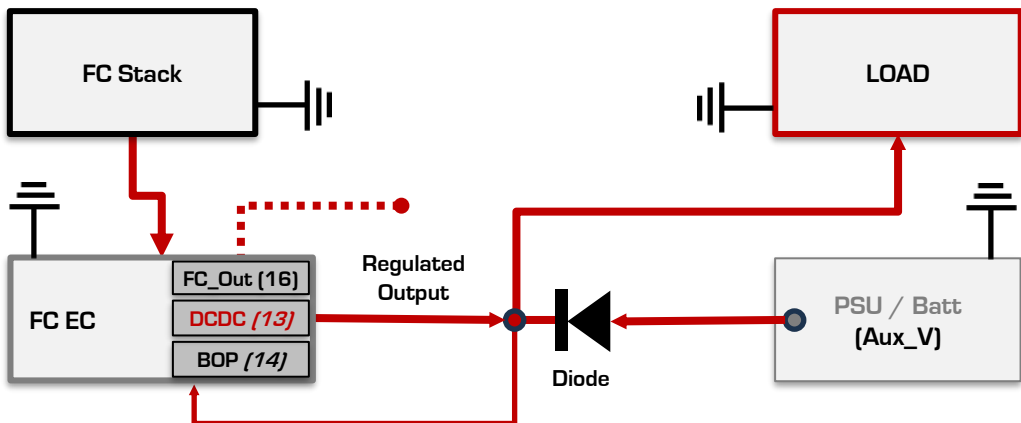 FC Stack
LOAD
FC EC
FC_Out (16)
DCDC (13)
BOP (14)
Regulated
Output
Diode
PSU / Batt
(Aux_V)